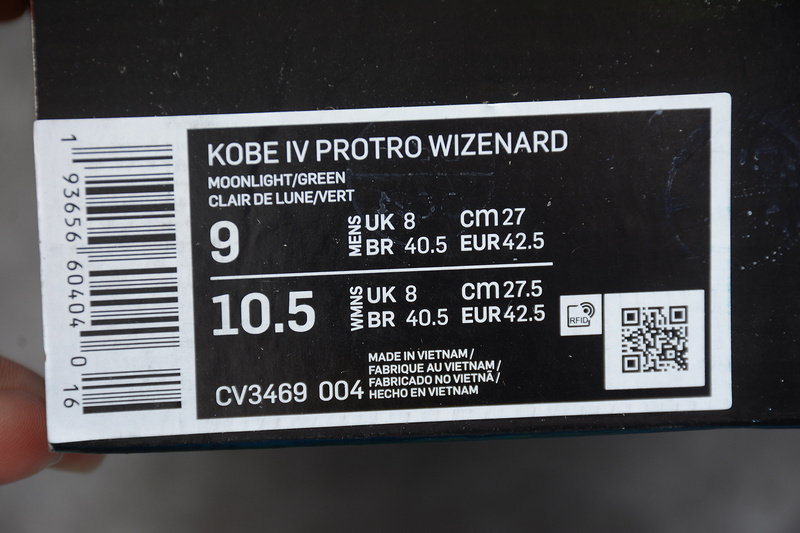 1 93656 60404 0 16
KOBE IV PROTRO WIZENARD
MOONLIGHT/GREEN
CLAIR DE LUNE/VERT
9 MENS UK 8 cm 27
BR 40.5 EUR 42.5
10.5 WMNS UK 8 cm 27.5
BR 40.5 EUR 42.5
RFID
CV3469 004
MADE IN VIETNAM /
FABRIQUE AU VIETNAM /
FABRICADO NO VIETNÃ /
HECHO EN VIETNAM